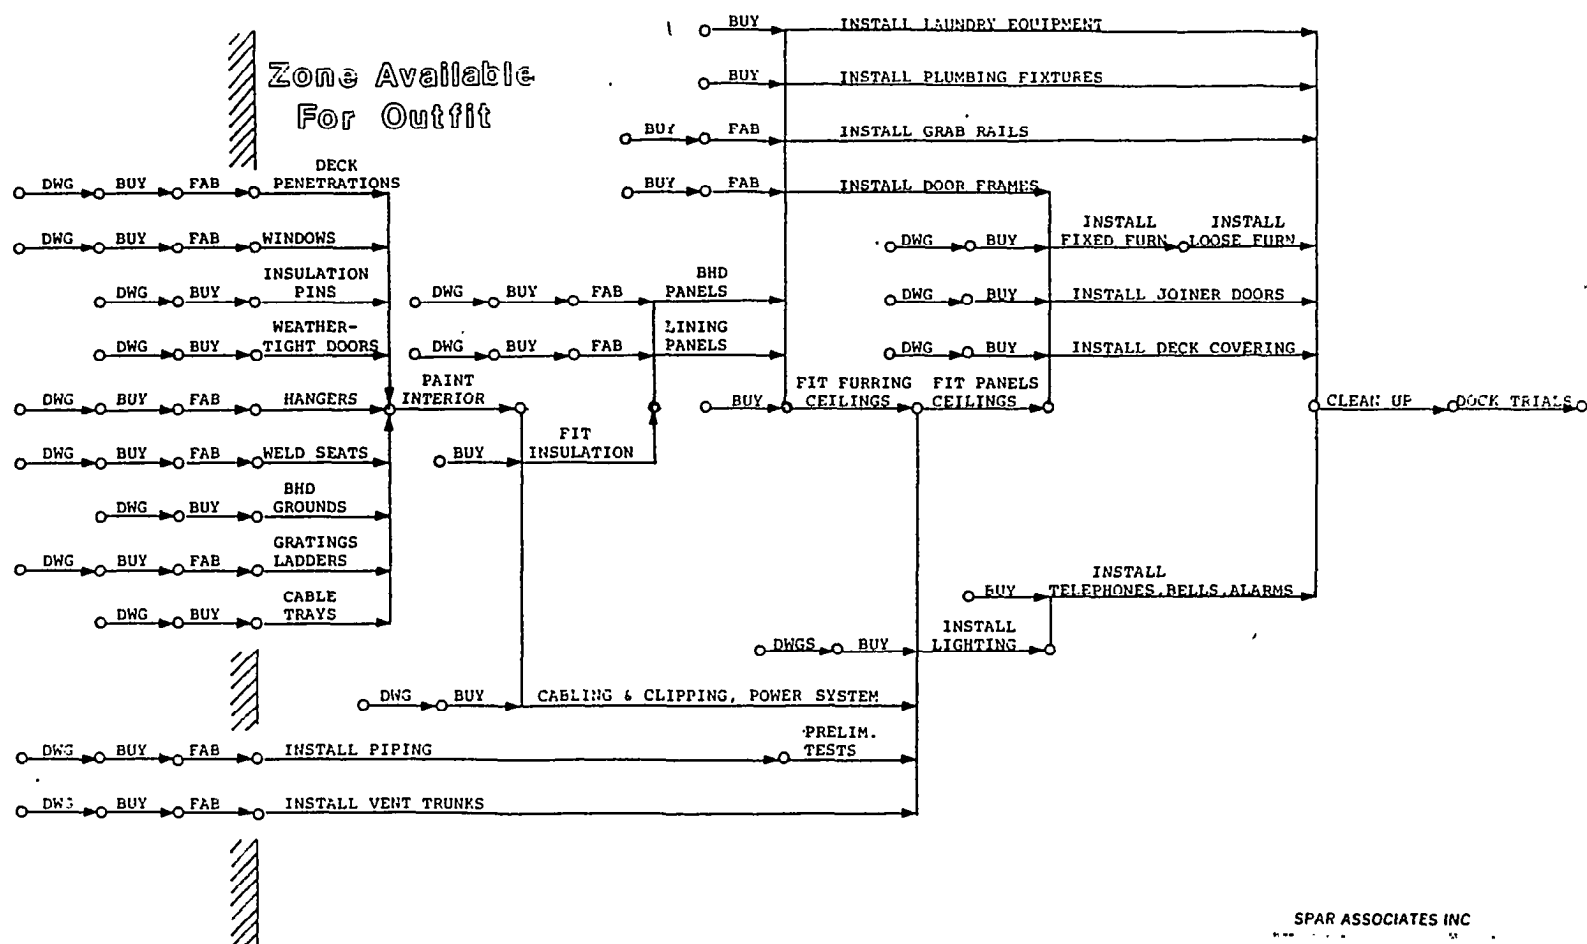 BUY INSTALL LAUNDRY EQUIPMENT
Zone Available
For Outfit
BUY INSTALL PLUMBING FIXTURES
BUY FAB INSTALL GRAB RAILS
DECK
DWG BUY FAB PENETRATIONS
BUY FAB INSTALL DOOR FRAMES
DWG BUY FAB WINDOWS
INSTALL INSTALL
DWG BUY FIXED FURN LOOSE FURN
INSULATION
DWG BUY PINS
BHD
DWG BUY FAB PANELS
DWG BUY INSTALL JOINER DOORS
WEATHER-
DWG BUY TIGHT DOORS
LINING
DWG BUY FAB PANELS
DWG BUY INSTALL DECK COVERING
DWG BUY FAB HANGERS
PAINT
INTERIOR
BUY
FIT FURRING
CEILINGS
FIT PANELS
CEILINGS
CLEAN UP DOCK TRIALS
FIT
BUY INSULATION
DWG BUY FAB WELD SEATS
BHD
DWG BUY GROUNDS
GRATINGS
DWG BUY FAB LADDERS
CABLE
DWG BUY TRAYS
INSTALL
BUY TELEPHONES, BELLS, ALARMS
INSTALL
DWGS BUY LIGHTING
DWG BUY CABLING & CLIPPING, POWER SYSTEM
PRELIM.
DWG BUY FAB INSTALL PIPING TESTS
DWG BUY FAB INSTALL VENT TRUNKS
SPAR ASSOCIATES INC